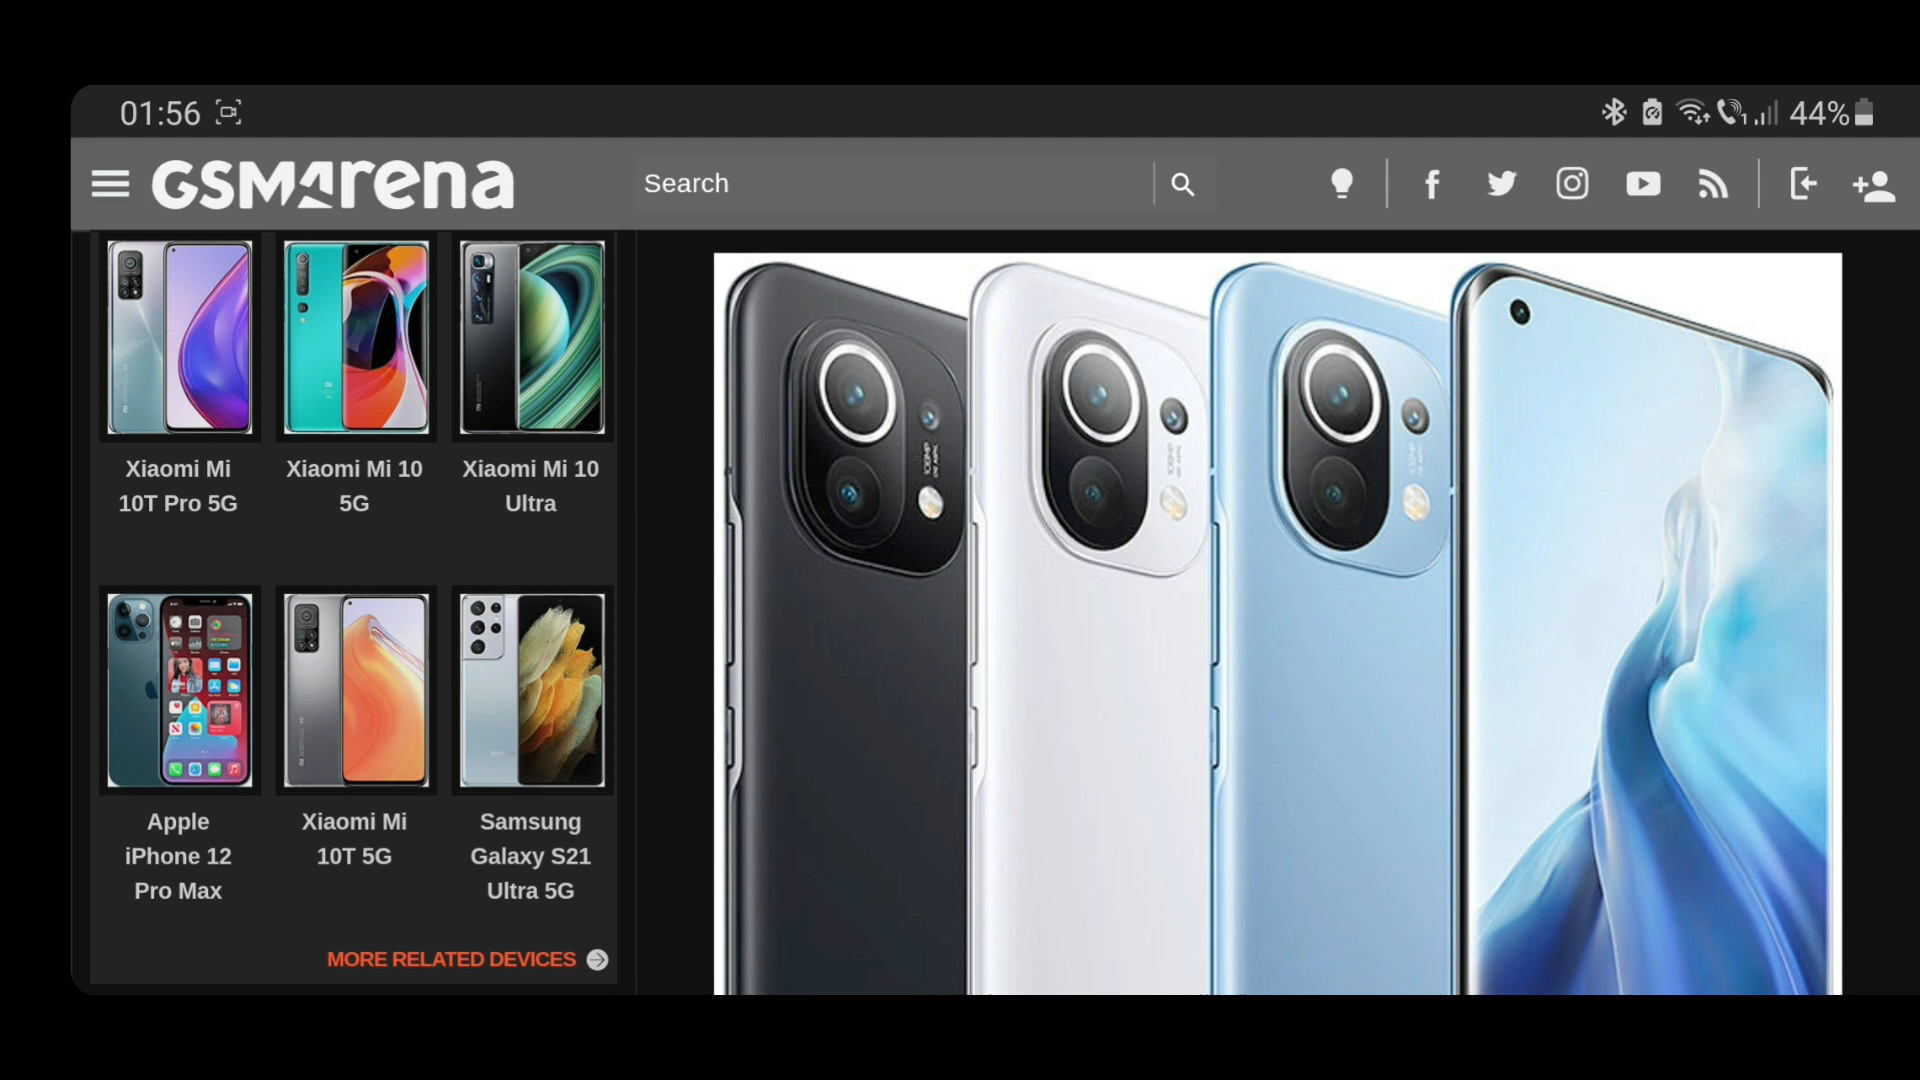 01:56
44%
GSMArena
Search
Xiaomi Mi
10T Pro 5G
Xiaomi Mi 10
5G
Xiaomi Mi 10
Ultra
Apple
iPhone 12
Pro Max
Xiaomi Mi
10T 5G
Samsung
Galaxy S21
Ultra 5G
MORE RELATED DEVICES
108MP